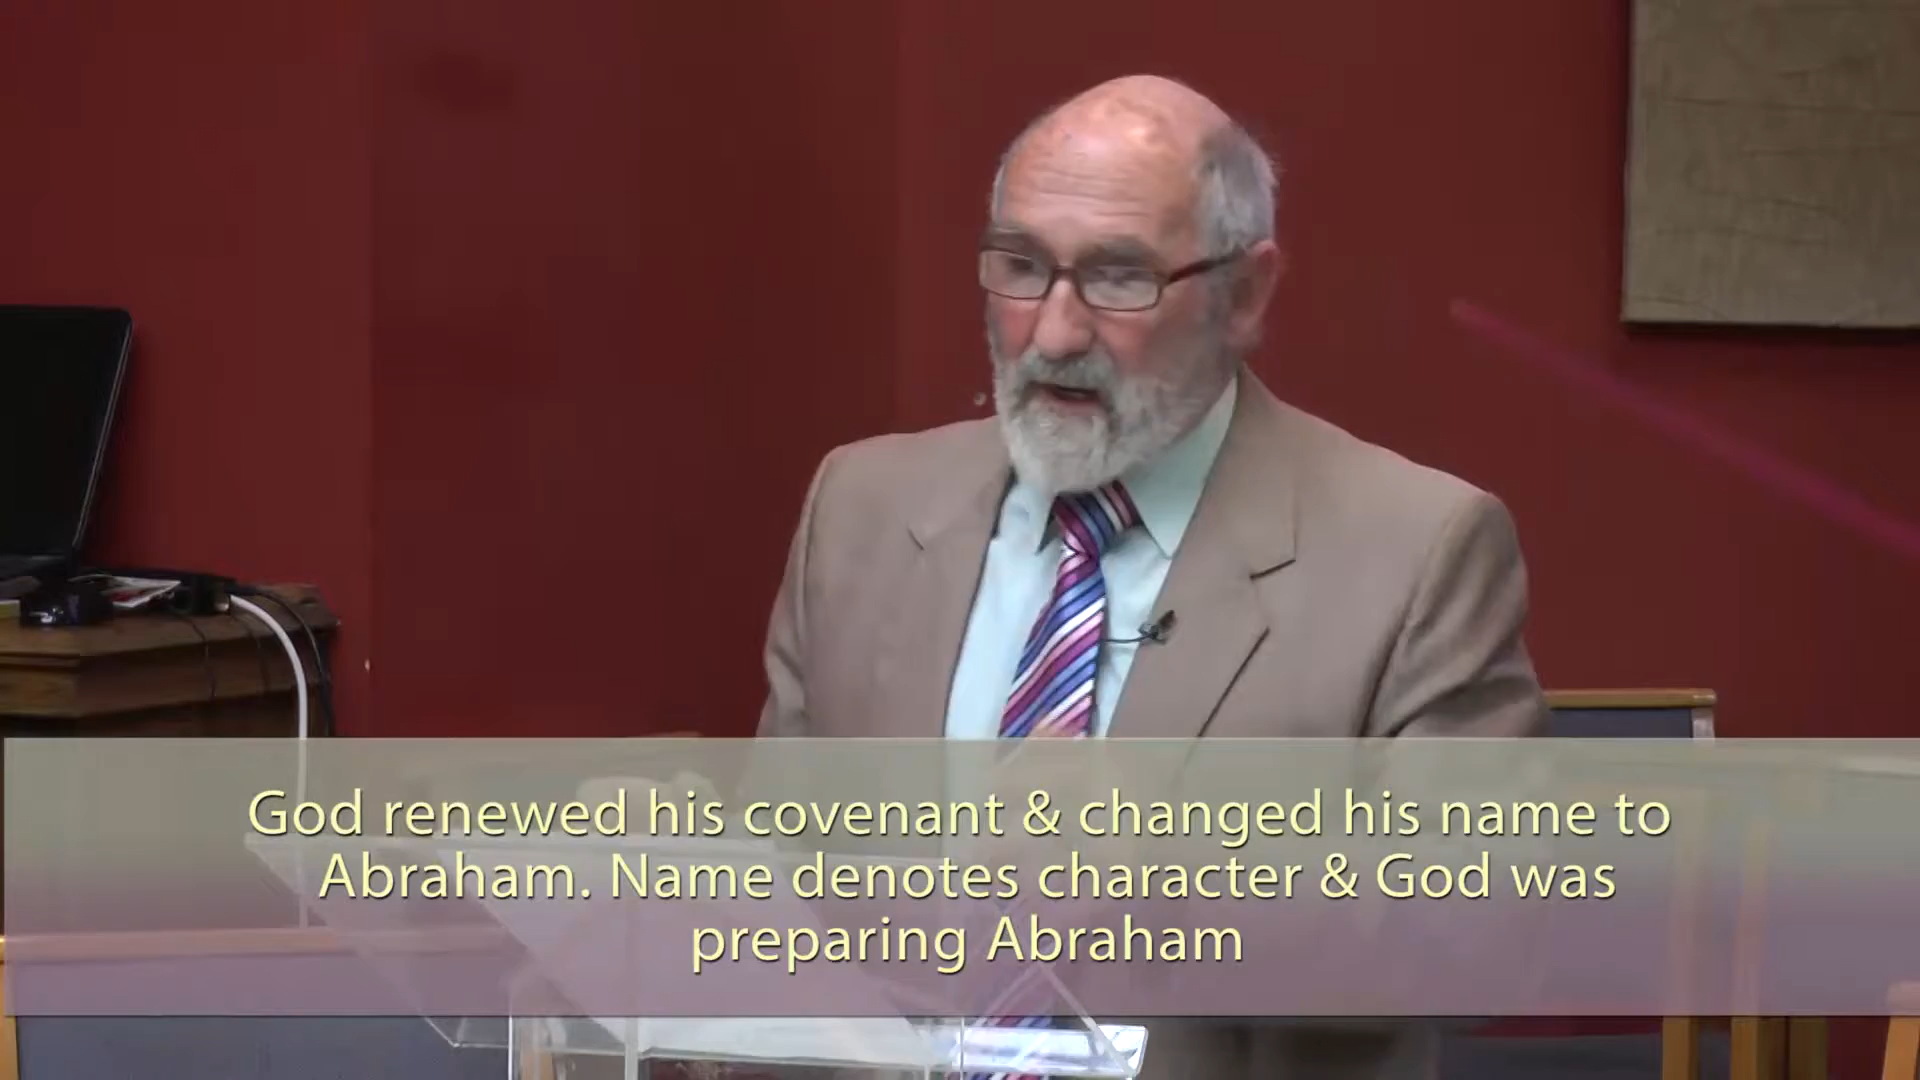 God renewed his covenant & changed his name to
Abraham. Name denotes character & God was
preparing Abraham